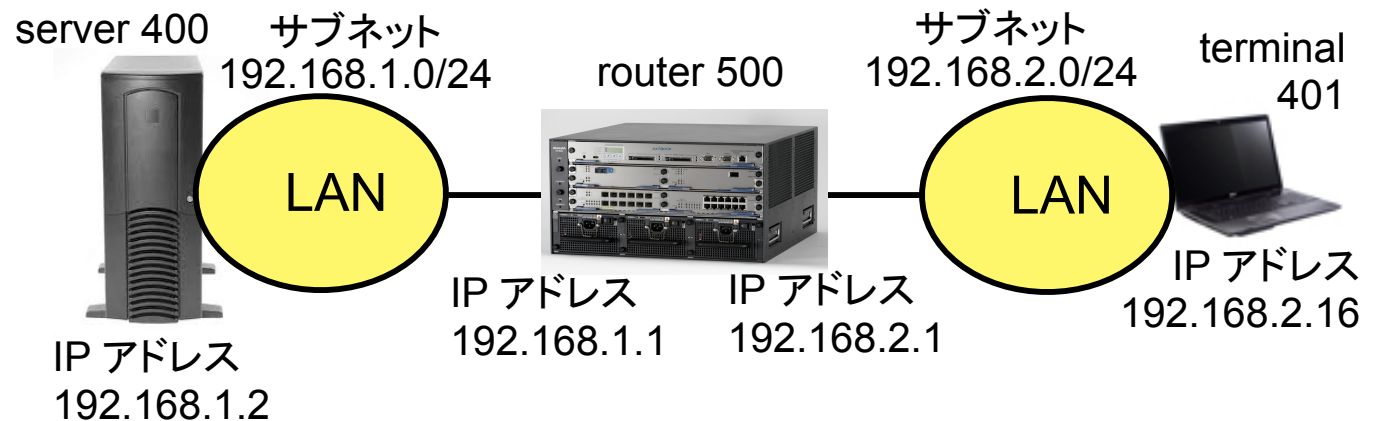 server 400
サブネット
192.168.1.0/24
router 500
サブネット
192.168.2.0/24
terminal
401
LAN
LAN
IP アドレス
192.168.1.1
IP アドレス
192.168.2.1
IP アドレス
192.168.2.16
IP アドレス
192.168.1.2